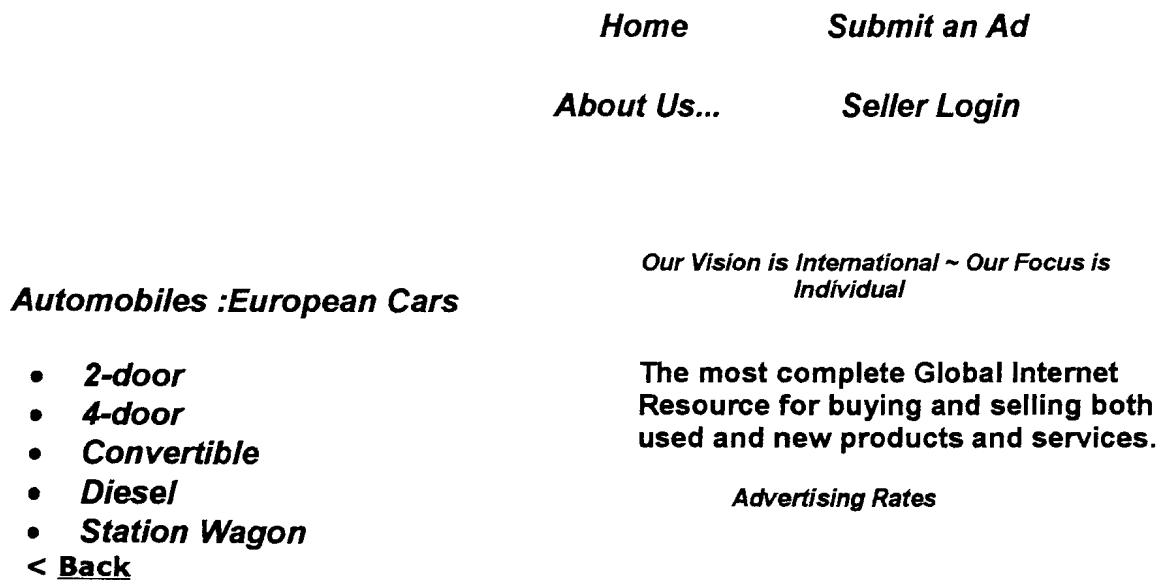 Home Submit an Ad
About Us... Seller Login
Our Vision is International ~ Our Focus is
Individual
Automobiles :European Cars
• 2-door
• 4-door
• Convertible
• Diesel
• Station Wagon
< Back
The most complete Global Internet
Resource for buying and selling both
used and new products and services.
Advertising Rates